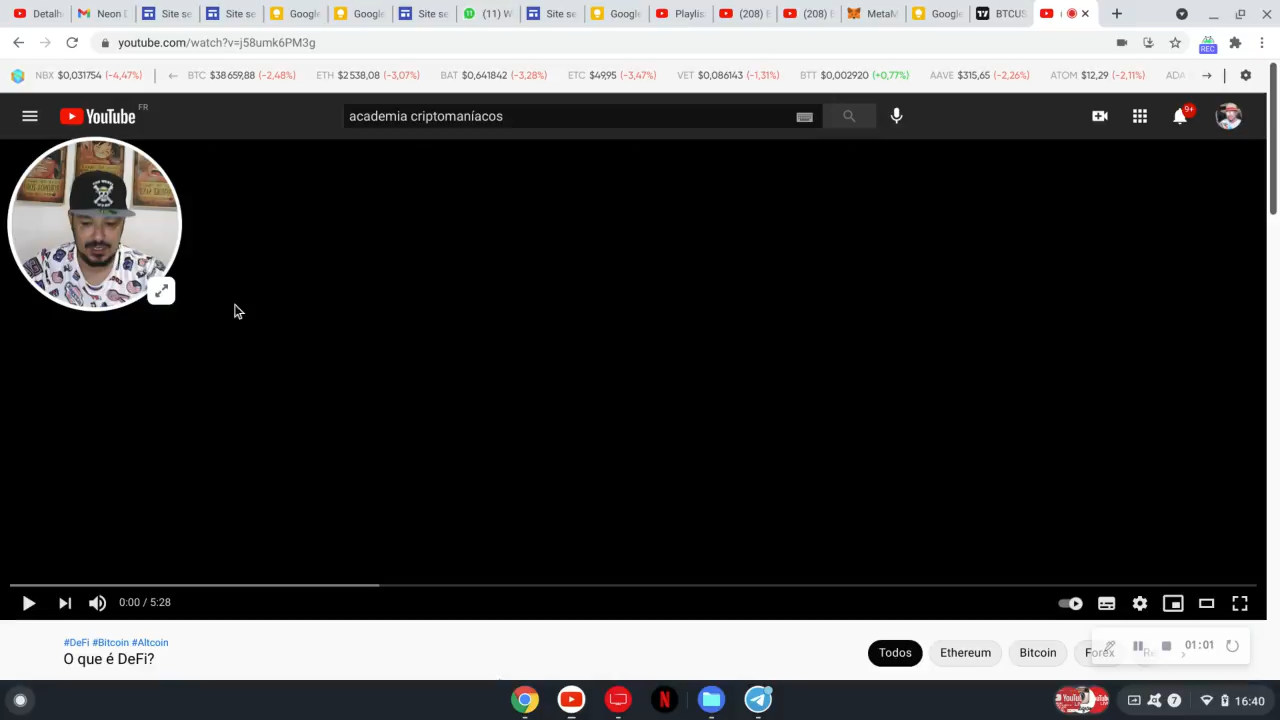 Detalh
Neon D
Site se
Site se
Google
Google
Site se
(11) W
Site se
Google
Playlis
(208) E
(208) E
MetaM
Google
BTCUS
youtube.com/watch?v=j58umk6PM3g
REC
NBX $0,031754 (−4,47%)
BTC $38 659,88 (−2,48%)
ETH $2 538,08 (−3,07%)
BAT $0,641842 (−3,28%)
ETC $49,95 (−3,47%)
VET $0,086143 (−1,31%)
BTT $0,002920 (+0,77%)
AAVE $315,65 (−2,26%)
ATOM $12,29 (−2,11%)
ADA
YouTube FR
academia criptomaníacos
9+
0:00 / 5:28
#DeFi #Bitcoin #Altcoin
O que é DeFi?
Todos
Ethereum
Bitcoin
Forex
Re
01:01
16:40